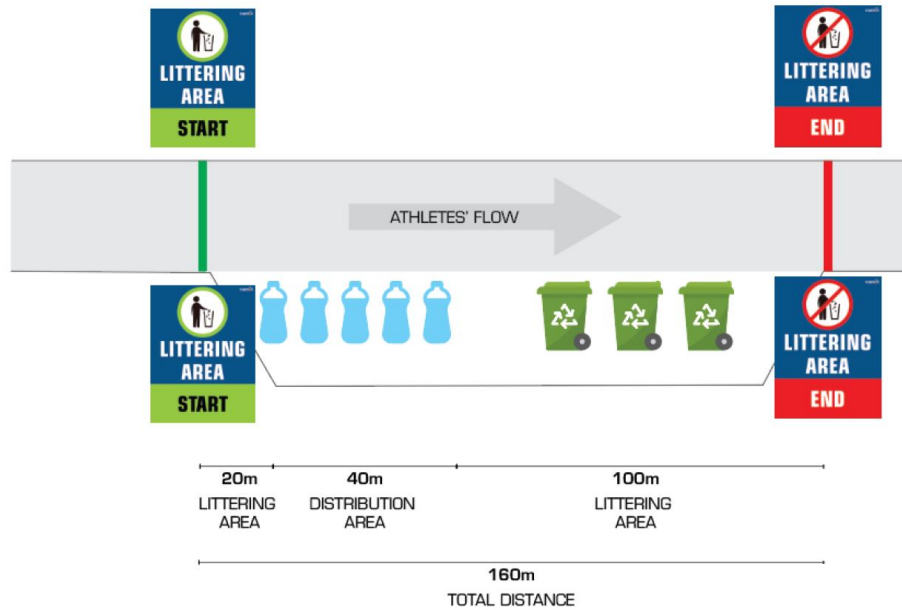 LITTERING
AREA
START
LITTERING
AREA
END
ATHLETES' FLOW
LITTERING
AREA
START
LITTERING
AREA
END
20m
LITTERING
AREA
40m
DISTRIBUTION
AREA
100m
LITTERING
AREA
160m
TOTAL DISTANCE